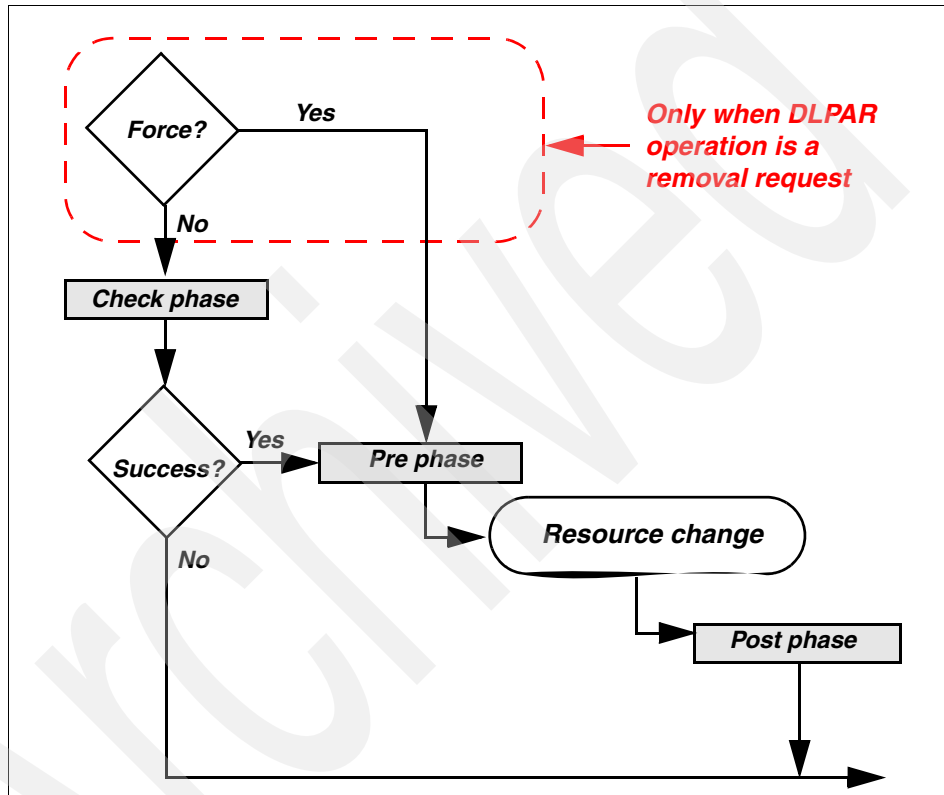 Force?
Yes
Only when DLPAR
operation is a
removal request
No
Check phase
Success?
Yes
Pre phase
Resource change
No
Post phase
Archived